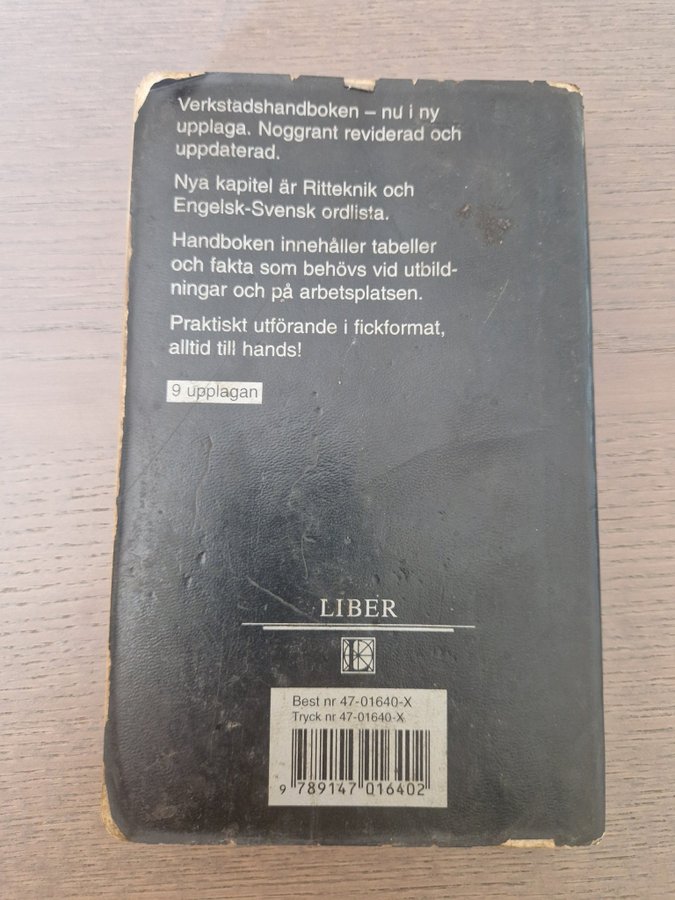 Verkstadshandboken – nu i ny
upplaga. Noggrant reviderad och
uppdaterad.
Nya kapitel är Ritteknik och
Engelsk-Svensk ordlista.
Handboken innehåller tabeller
och fakta som behövs vid utbild-
ningar och på arbetsplatsen.
Praktiskt utförande i fickformat,
alltid till hands!
9 upplagan
LIBER
L
Best nr 47-01640-X
Tryck nr 47-01640-X
9 789147 016402